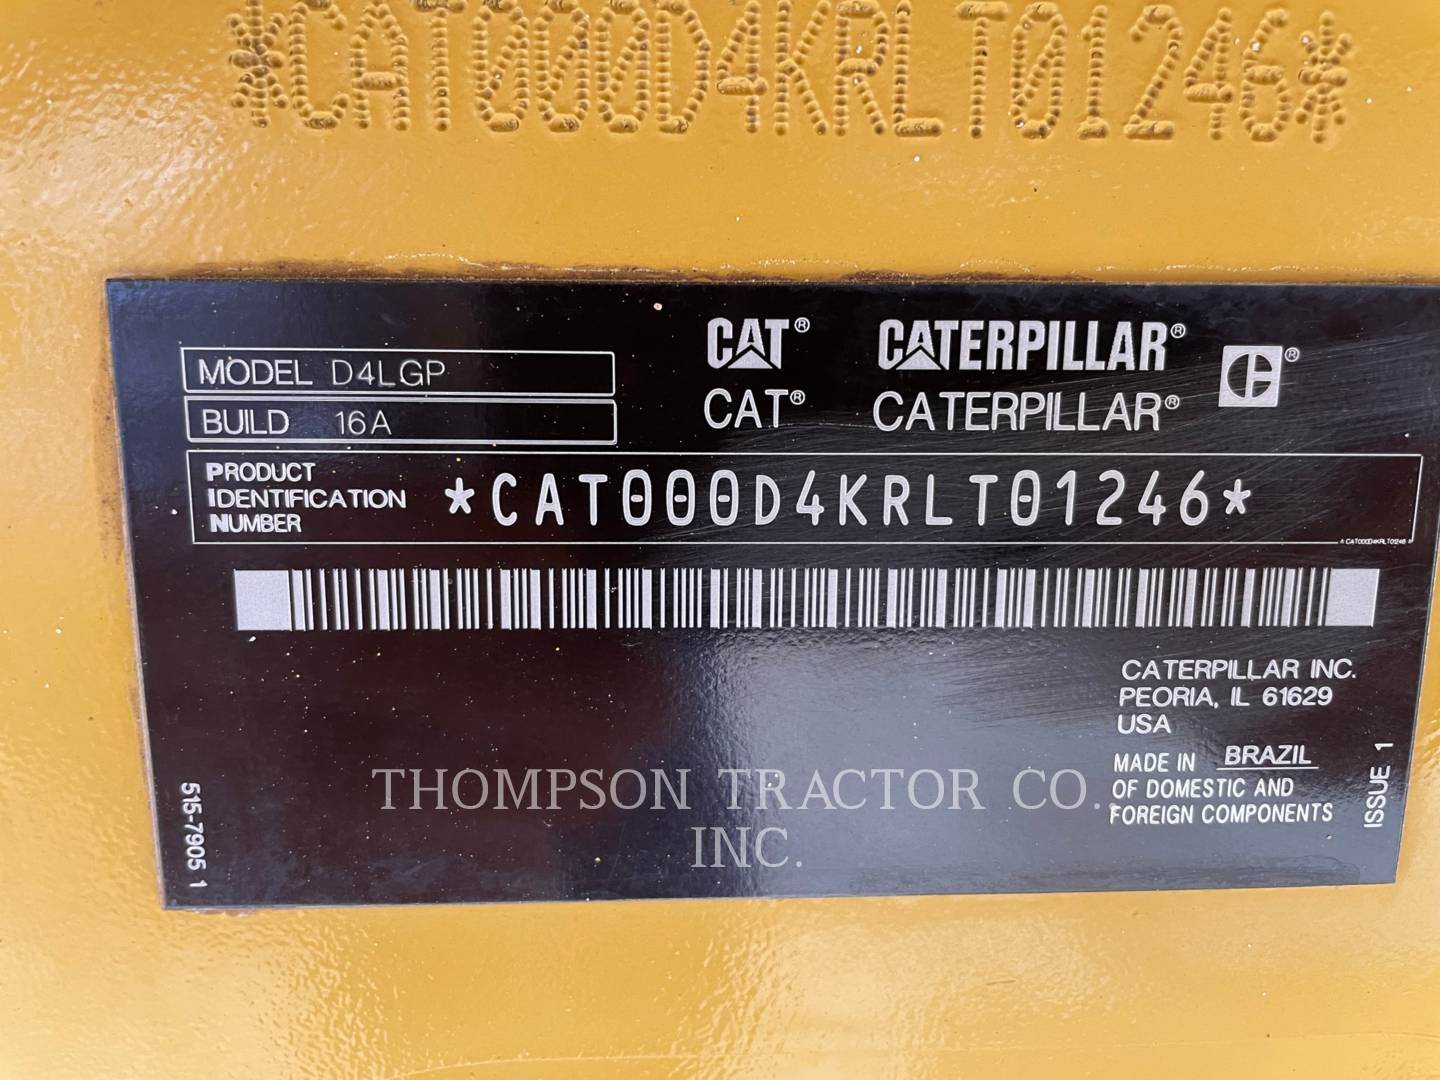 *CAT000D4KRLT01246*
CAT® CATERPILLAR® ®
MODEL D4LGP
CAT® CATERPILLAR®
BUILD 16A
PRODUCT
IDENTIFICATION
NUMBER
*CAT000D4KRLT01246*
*CAT000D4KRLT01246*
CATERPILLAR INC.
PEORIA, IL 61629
USA
MADE IN BRAZIL
OF DOMESTIC AND
FOREIGN COMPONENTS
ISSUE 1
515-7905 1
THOMPSON TRACTOR CO.,
INC.